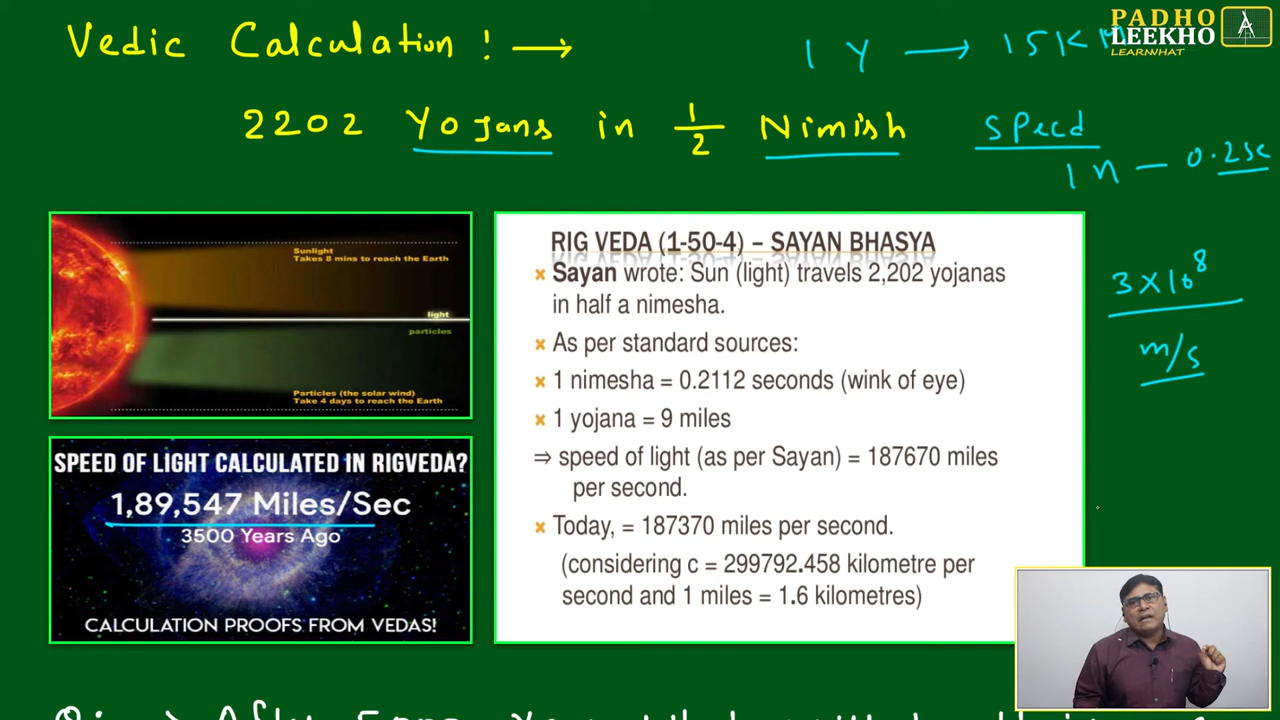 Vedic Calculation ! →
1 Y → 15 KM
PADHO
LEEKHO
LEARNWHAT
2202 Yojans in 1/2 Nimish
Speed
1 n — 0.2 sc
Sunlight
Takes 8 mins to reach the Earth
light
particles
Particles (the solar wind)
Take 4 days to reach the Earth
SPEED OF LIGHT CALCULATED IN RIGVEDA?
1,89,547 Miles/Sec
3500 Years Ago
CALCULATION PROOFS FROM VEDAS!
RIG VEDA (1-50-4) – SAYAN BHASYA
× Sayan wrote: Sun (light) travels 2,202 yojanas
in half a nimesha.
× As per standard sources:
× 1 nimesha = 0.2112 seconds (wink of eye)
× 1 yojana = 9 miles
⇒ speed of light (as per Sayan) = 187670 miles
per second.
× Today, = 187370 miles per second.
(considering c = 299792.458 kilometre per
second and 1 miles = 1.6 kilometres)
3×10⁸
m/s